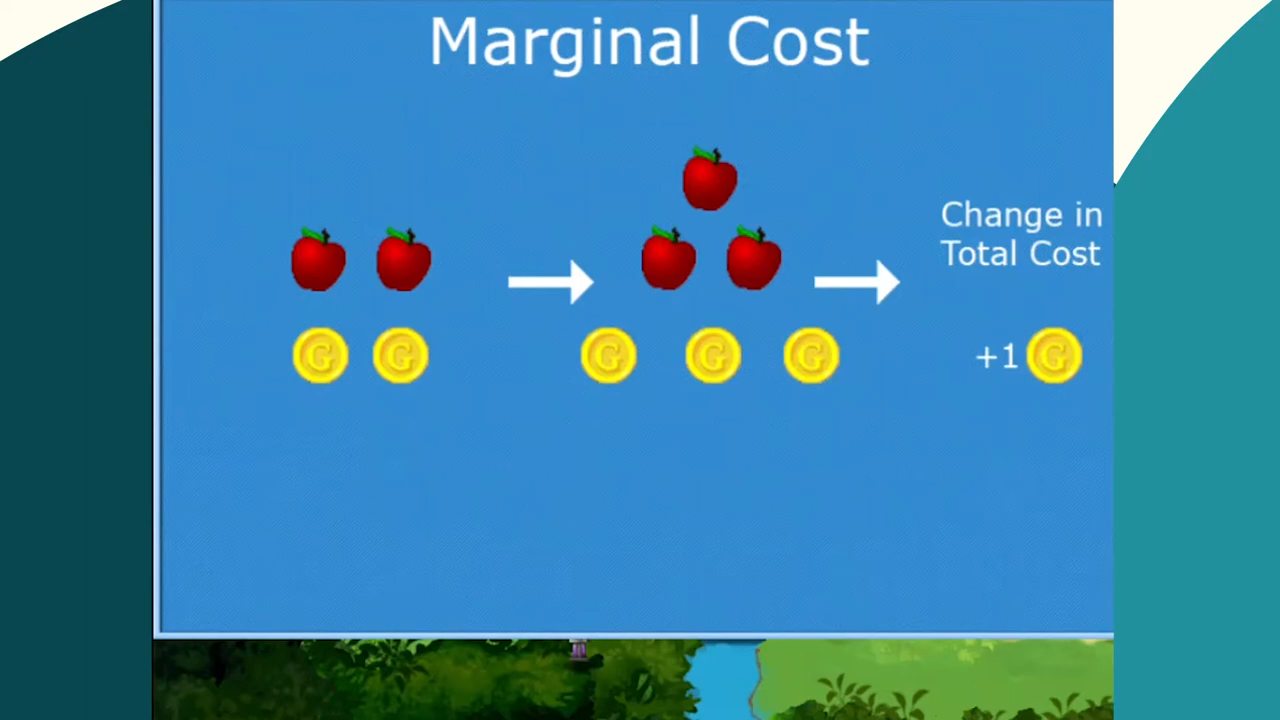 Marginal Cost
Change in
Total Cost
G G G G G +1 G